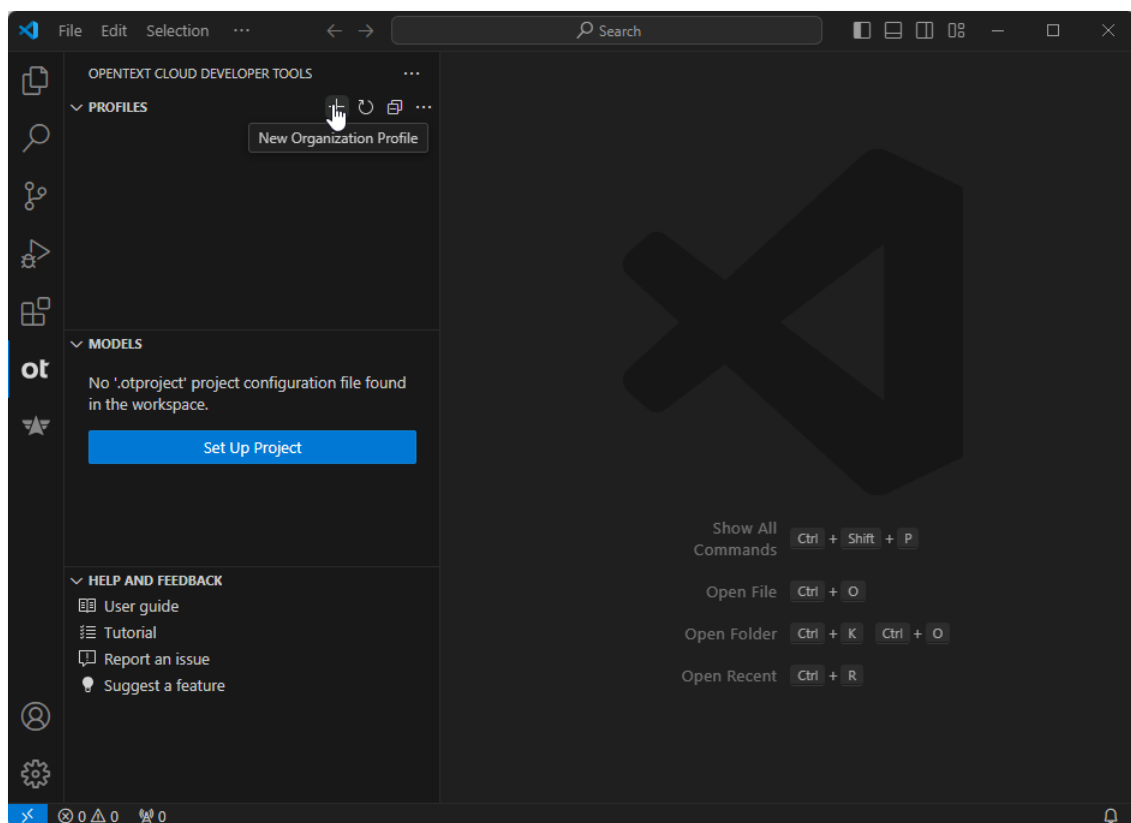 File Edit Selection ··· Search
OPENTEXT CLOUD DEVELOPER TOOLS ···
PROFILES ···
New Organization Profile
MODELS
ot
No '.otproject' project configuration file found
in the workspace.
Set Up Project
Show All
Commands Ctrl + Shift + P
Open File Ctrl + O
Open Folder Ctrl + K Ctrl + O
Open Recent Ctrl + R
HELP AND FEEDBACK
User guide
Tutorial
Report an issue
Suggest a feature
0 0 0